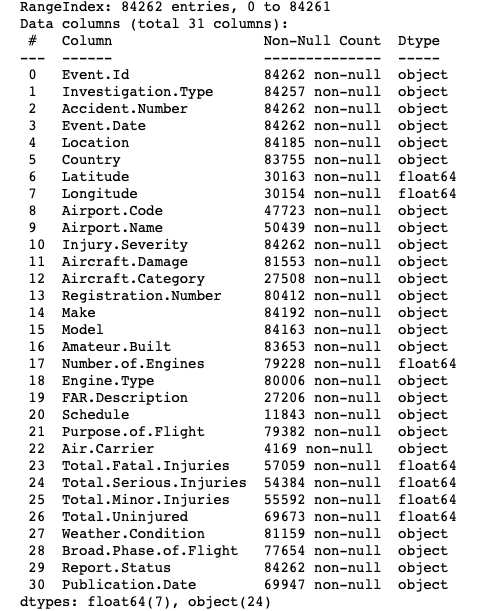 RangeIndex: 84262 entries, 0 to 84261
Data columns (total 31 columns):
 #   Column                  Non-Null Count  Dtype
---  ------                  --------------  -----
 0   Event.Id                84262 non-null  object
 1   Investigation.Type      84257 non-null  object
 2   Accident.Number         84262 non-null  object
 3   Event.Date              84262 non-null  object
 4   Location                84185 non-null  object
 5   Country                 83755 non-null  object
 6   Latitude                30163 non-null  float64
 7   Longitude               30154 non-null  float64
 8   Airport.Code            47723 non-null  object
 9   Airport.Name            50439 non-null  object
 10  Injury.Severity         84262 non-null  object
 11  Aircraft.Damage         81553 non-null  object
 12  Aircraft.Category       27508 non-null  object
 13  Registration.Number     80412 non-null  object
 14  Make                    84192 non-null  object
 15  Model                   84163 non-null  object
 16  Amateur.Built           83653 non-null  object
 17  Number.of.Engines       79228 non-null  float64
 18  Engine.Type             80006 non-null  object
 19  FAR.Description         27206 non-null  object
 20  Schedule                11843 non-null  object
 21  Purpose.of.Flight       79382 non-null  object
 22  Air.Carrier             4169 non-null   object
 23  Total.Fatal.Injuries    57059 non-null  float64
 24  Total.Serious.Injuries  54384 non-null  float64
 25  Total.Minor.Injuries    55592 non-null  float64
 26  Total.Uninjured         69673 non-null  float64
 27  Weather.Condition       81159 non-null  object
 28  Broad.Phase.of.Flight   77654 non-null  object
 29  Report.Status           84262 non-null  object
 30  Publication.Date        69947 non-null  object
dtypes: float64(7), object(24)